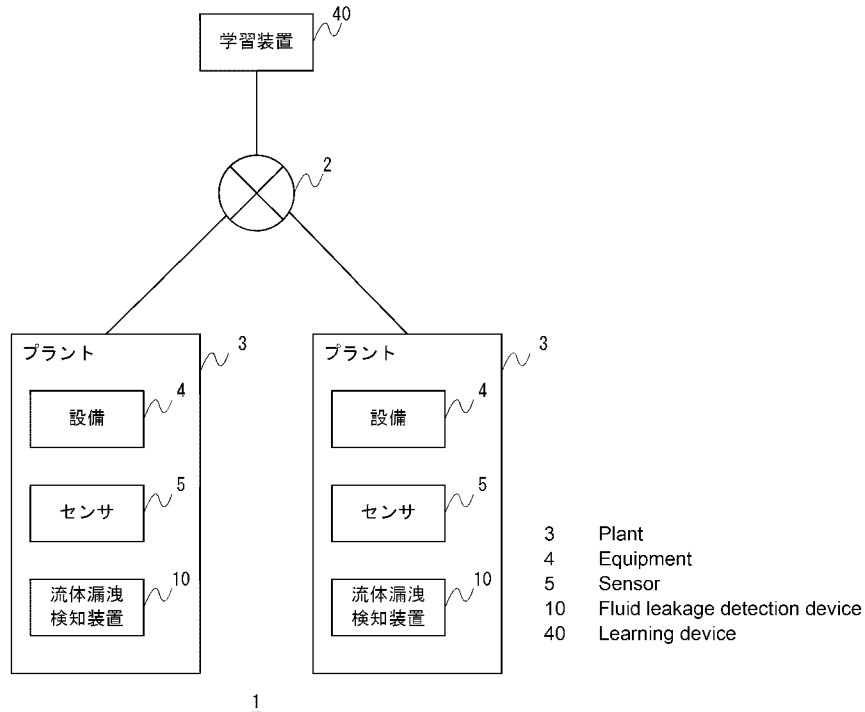 学習装置
40
2
プラント
3
設備
4
センサ
5
流体漏洩
検知装置
10
プラント
3
設備
4
センサ
5
流体漏洩
検知装置
10
3 Plant
4 Equipment
5 Sensor
10 Fluid leakage detection device
40 Learning device
1